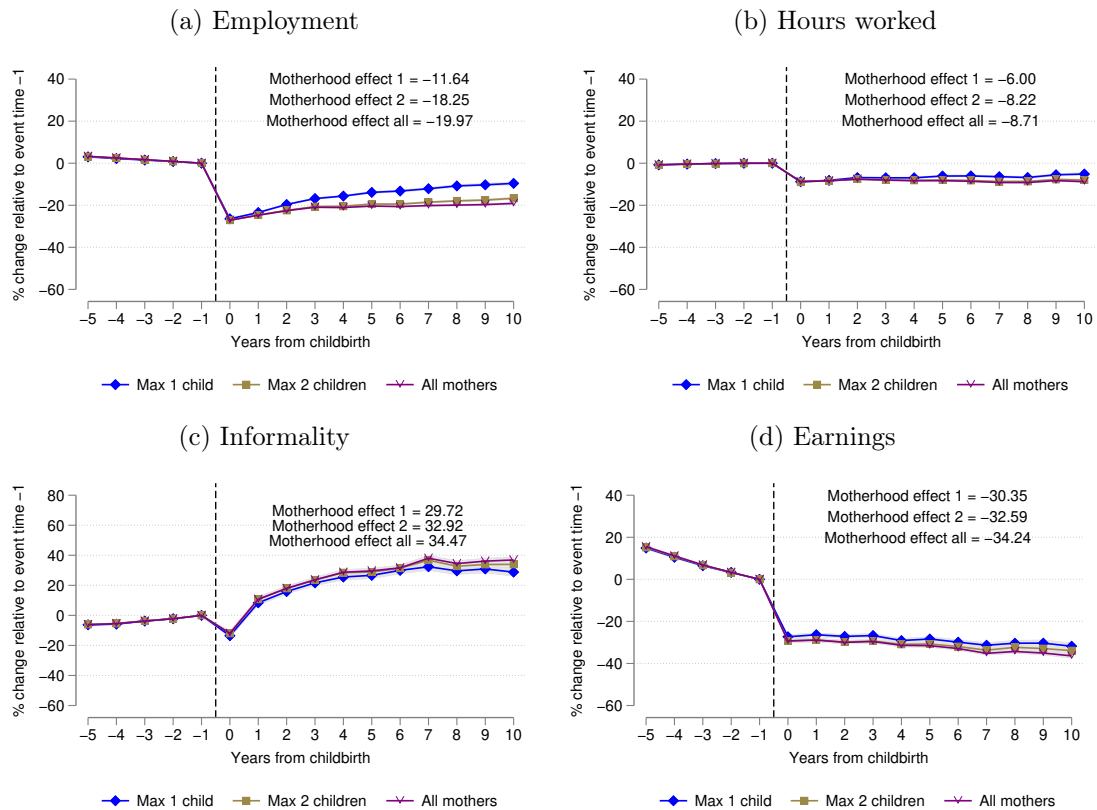 (a) Employment
% change relative to event time −1
40
20
0
−20
−40
−60
Motherhood effect 1 = −11.64
Motherhood effect 2 = −18.25
Motherhood effect all = −19.97
−5 −4 −3 −2 −1 0 1 2 3 4 5 6 7 8 9 10
Years from childbirth
Max 1 child Max 2 children All mothers
(b) Hours worked
% change relative to event time −1
40
20
0
−20
−40
−60
Motherhood effect 1 = −6.00
Motherhood effect 2 = −8.22
Motherhood effect all = −8.71
−5 −4 −3 −2 −1 0 1 2 3 4 5 6 7 8 9 10
Years from childbirth
Max 1 child Max 2 children All mothers
(c) Informality
% change relative to event time −1
80
60
40
20
0
−20
−40
−60
Motherhood effect 1 = 29.72
Motherhood effect 2 = 32.92
Motherhood effect all = 34.47
−5 −4 −3 −2 −1 0 1 2 3 4 5 6 7 8 9 10
Years from childbirth
Max 1 child Max 2 children All mothers
(d) Earnings
% change relative to event time −1
40
20
0
−20
−40
−60
Motherhood effect 1 = −30.35
Motherhood effect 2 = −32.59
Motherhood effect all = −34.24
−5 −4 −3 −2 −1 0 1 2 3 4 5 6 7 8 9 10
Years from childbirth
Max 1 child Max 2 children All mothers